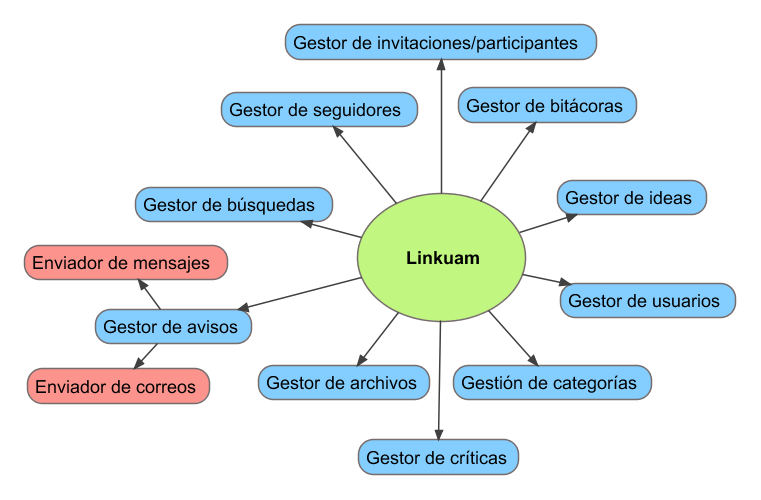 Gestor de invitaciones/participantes
Gestor de seguidores
Gestor de bitácoras
Gestor de búsquedas
Gestor de ideas
Linkuam
Enviador de mensajes
Gestor de usuarios
Gestor de avisos
Enviador de correos
Gestor de archivos
Gestión de categorías
Gestor de críticas